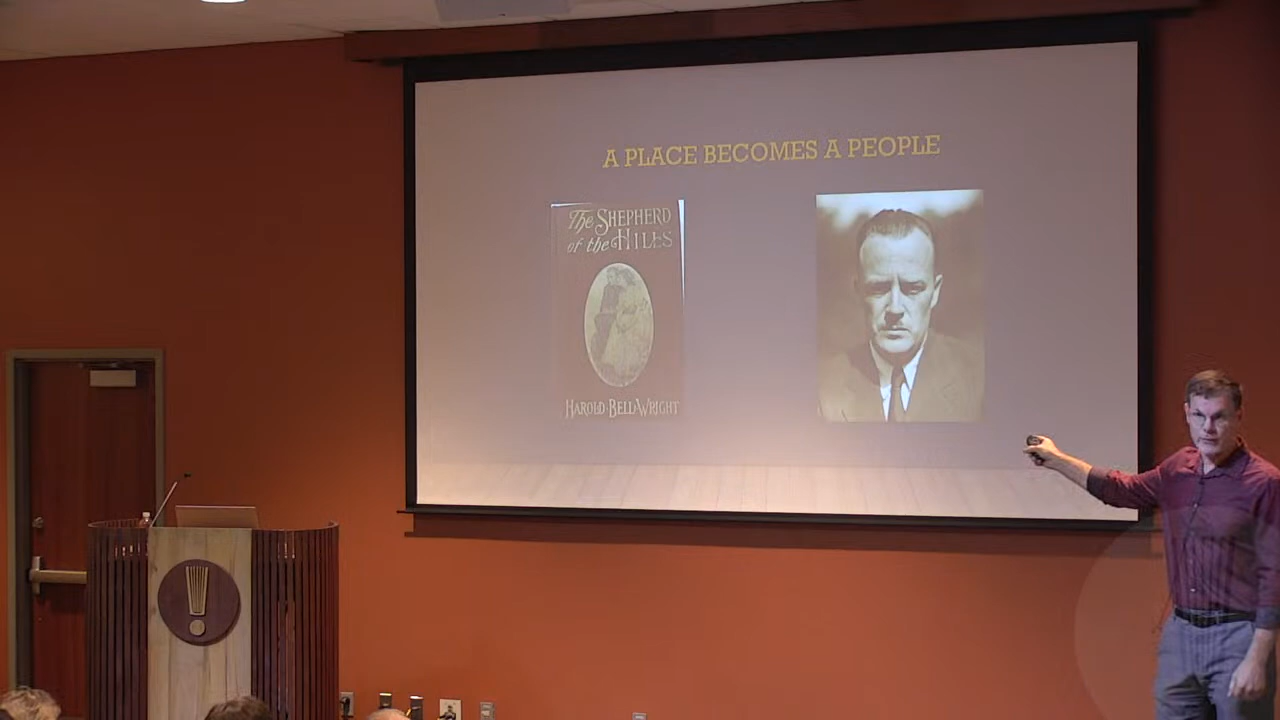 A PLACE BECOMES A PEOPLE
The SHEPHERD
of the HILLS
HAROLD·BELL·WRIGHT